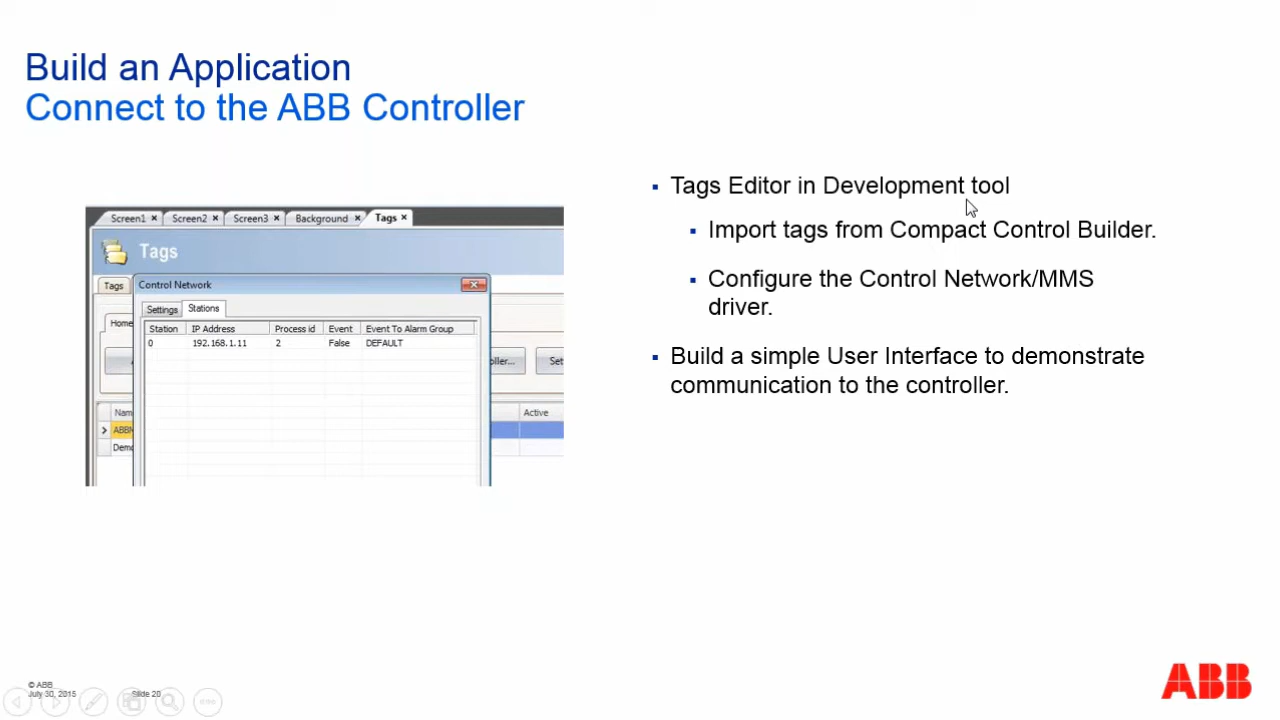 Build an Application
Connect to the ABB Controller
Screen1 × Screen2 × Screen3 × Background × Tags ×
Tags
Tags Control Network
Settings Stations
Home
Station IP Address Process id Event Event To Alarm Group
0 192.168.1.11 2 False DEFAULT
Active
▪ Tags Editor in Development tool
▪ Import tags from Compact Control Builder.
▪ Configure the Control Network/MMS
driver.
▪ Build a simple User Interface to demonstrate
communication to the controller.
© ABB
July 30, 2015 Slide 20
ABB